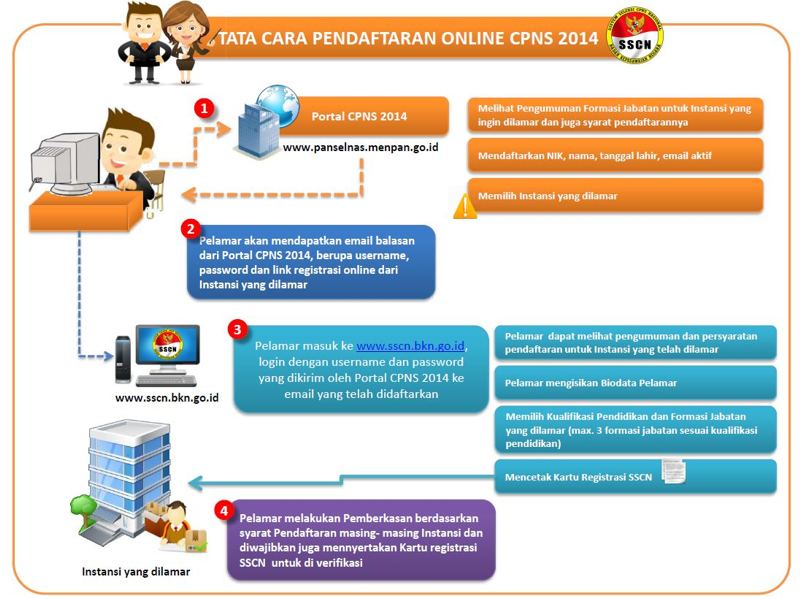 TATA CARA PENDAFTARAN ONLINE CPNS 2014
SSCN
1
Portal CPNS 2014
www.panselnas.menpan.go.id
Melihat Pengumuman Formasi Jabatan untuk Instansi yang
ingin dilamar dan juga syarat pendaftarannya
Mendaftarkan NIK, nama, tanggal lahir, email aktif
Memilih Instansi yang dilamar
2
Pelamar akan mendapatkan email balasan
dari Portal CPNS 2014, berupa username,
password dan link registrasi online dari
Instansi yang dilamar
SSCN
www.sscn.bkn.go.id
3
Pelamar masuk ke www.sscn.bkn.go.id,
login dengan username dan password
yang dikirim oleh Portal CPNS 2014 ke
email yang telah didaftarkan
Pelamar dapat melihat pengumuman dan persyaratan
pendaftaran untuk Instansi yang telah dilamar
Pelamar mengisikan Biodata Pelamar
Memilih Kualifikasi Pendidikan dan Formasi Jabatan
yang dilamar (max. 3 formasi jabatan sesuai kualifikasi
pendidikan)
Mencetak Kartu Registrasi SSCN
4
Pelamar melakukan Pemberkasan berdasarkan
syarat Pendaftaran masing- masing Instansi dan
diwajibkan juga mennyertakan Kartu registrasi
SSCN untuk di verifikasi
Instansi yang dilamar